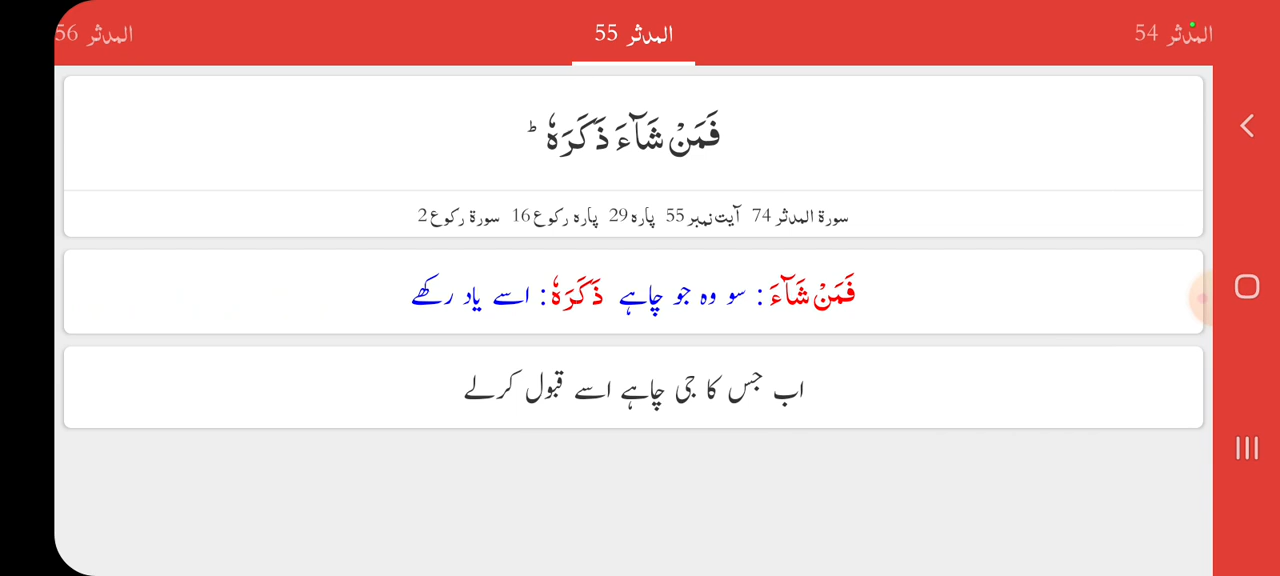 المدثر 54 المدثر 55 المدثر 56
فَمَنْ شَآءَ ذَكَرَهٗ ؕ
سورۃ المدثر 74 آیت نمبر 55 پارہ 29 پارہ رکوع 16 سورۃ رکوع 2
فَمَنْ شَآءَ : سو وہ جو چاہے ذَكَرَهٗ : اسے یاد رکھے
اب جس کا جی چاہے اسے قبول کرلے